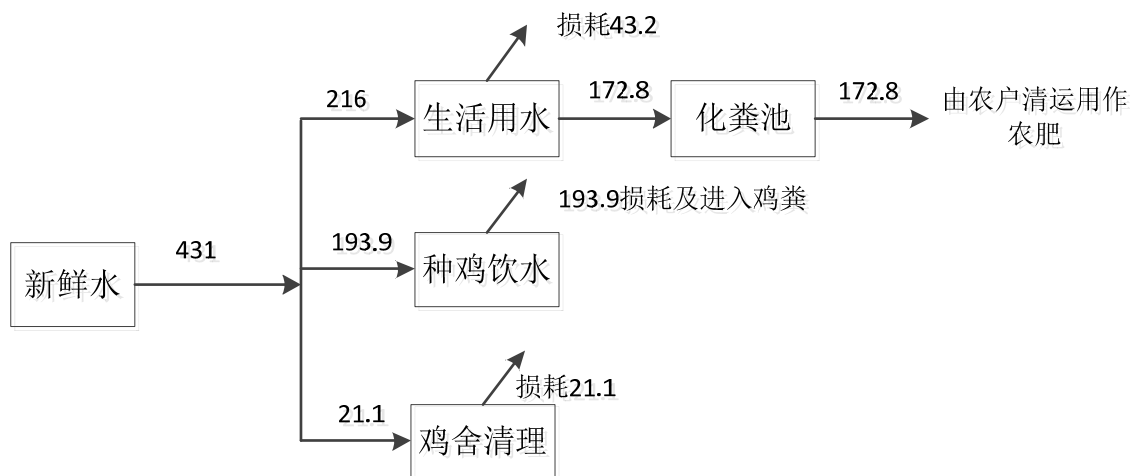 损耗43.2
216
生活用水
172.8
化粪池
172.8
由农户清运用作
农肥
193.9损耗及进入鸡粪
新鲜水
431
193.9
种鸡饮水
损耗21.1
21.1
鸡舍清理